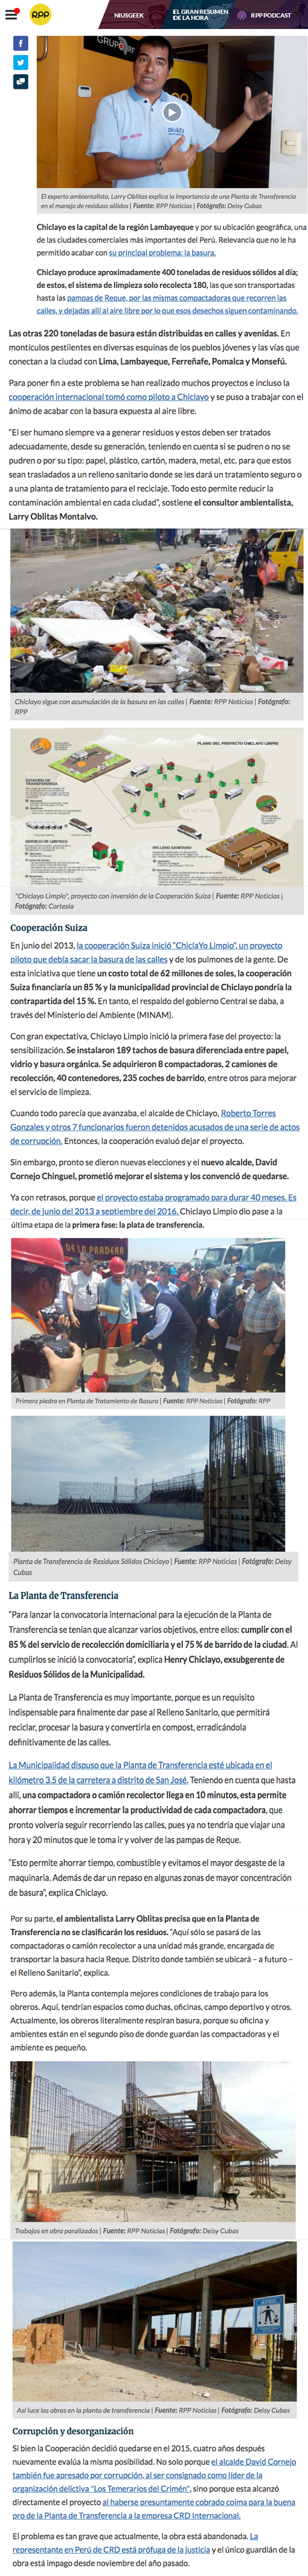 RPP
NIUSGEEK
EL GRAN RESUMEN
DE LA HORA
RPP PODCAST
El experto ambientalista, Larry Oblitas explica la importancia de una Planta de Transferencia
en el manejo de residuos sólidos | Fuente: RPP Noticias | Fotógrafo: Deisy Cubas
Chiclayo es la capital de la región Lambayeque y por su ubicación geográfica, una
de las ciudades comerciales más importantes del Perú. Relevancia que no le ha
permitido acabar con su principal problema: la basura.
Chiclayo produce aproximadamente 400 toneladas de residuos sólidos al día;
de estos, el sistema de limpieza solo recolecta 180, las que son transportadas
hasta las pampas de Reque, por las mismas compactadoras que recorren las
calles, y dejadas allí al aire libre por lo que esos desechos siguen contaminando.
Las otras 220 toneladas de basura están distribuidas en calles y avenidas. En
montículos pestilentes en diversas esquinas de los pueblos jóvenes y las vías que
conectan a la ciudad con Lima, Lambayeque, Ferreñafe, Pomalca y Monsefú.
Para poner fin a este problema se han realizado muchos proyectos e incluso la
cooperación internacional tomó como piloto a Chiclayo y se puso a trabajar con el
ánimo de acabar con la basura expuesta al aire libre.
"El ser humano siempre va a generar residuos y estos deben ser tratados
adecuadamente, desde su generación, teniendo en cuenta si se pudren o no se
pudren o por su tipo: papel, plástico, cartón, madera, metal, etc. para que estos
sean trasladados a un relleno sanitario donde se les dará un tratamiento seguro o
a una planta de tratamiento para el reciclaje. Todo esto permite reducir la
contaminación ambiental en cada ciudad", sostiene el consultor ambientalista,
Larry Oblitas Montalvo.
Chiclayo sigue con acumulación de la basura en las calles | Fuente: RPP Noticias | Fotógrafo:
RPP
PLANO DEL PROYECTO CHICLAYO LIMPIO
ESTACIÓN DE
TRANSFERENCIA
SERVICIO DE LIMPIEZA
RELLENO SANITARIO
"Chiclayo Limpio", proyecto con inversión de la Cooperación Suiza | Fuente: RPP Noticias |
Fotógrafo: Cortesía
Cooperación Suiza
En junio del 2013, la cooperación Suiza inició "ChiclaYo Limpio", un proyecto
piloto que debía sacar la basura de las calles y de los pulmones de la gente. De
esta iniciativa que tiene un costo total de 62 millones de soles, la cooperación
Suiza financiaría un 85 % y la municipalidad provincial de Chiclayo pondría la
contrapartida del 15 %. En tanto, el respaldo del gobierno Central se daba, a
través del Ministerio del Ambiente (MINAM).
Con gran expectativa, Chiclayo Limpio inició la primera fase del proyecto: la
sensibilización. Se instalaron 189 tachos de basura diferenciada entre papel,
vidrio y basura orgánica. Se adquirieron 8 compactadoras, 2 camiones de
recolección, 40 contenedores, 235 coches de barrido, entre otros para mejorar
el servicio de limpieza.
Cuando todo parecía que avanzaba, el alcalde de Chiclayo, Roberto Torres
Gonzales y otros 7 funcionarios fueron detenidos acusados de una serie de actos
de corrupción. Entonces, la cooperación evaluó dejar el proyecto.
Sin embargo, pronto se dieron nuevas elecciones y el nuevo alcalde, David
Cornejo Chinguel, prometió mejorar el sistema y los convenció de quedarse.
Ya con retrasos, porque el proyecto estaba programado para durar 40 meses. Es
decir, de junio del 2013 a septiembre del 2016. Chiclayo Limpio dio pase a la
última etapa de la primera fase: la plata de transferencia.
DE LA PRADERA
Primera piedra en Planta de Tratamiento de Basura | Fuente: RPP Noticias | Fotógrafo: RPP
Planta de Transferencia de Residuos Sólidos Chiclayo | Fuente: RPP Noticias | Fotógrafo: Deisy
Cubas
La Planta de Transferencia
"Para lanzar la convocatoria internacional para la ejecución de la Planta de
Transferencia se tenían que alcanzar varios objetivos, entre ellos: cumplir con el
85 % del servicio de recolección domiciliaria y el 75 % de barrido de la ciudad. Al
cumplirlos se inició la convocatoria", explica Henry Chiclayo, exsubgerente de
Residuos Sólidos de la Municipalidad.
La Planta de Transferencia es muy importante, porque es un requisito
indispensable para finalmente dar pase al Relleno Sanitario, que permitirá
reciclar, procesar la basura y convertirla en compost, erradicándola
definitivamente de las calles.
La Municipalidad dispuso que la Planta de Transferencia esté ubicada en el
kilómetro 3.5 de la carretera a distrito de San José. Teniendo en cuenta que hasta
allí, una compactadora o camión recolector llega en 10 minutos, esta permite
ahorrar tiempos e incrementar la productividad de cada compactadora, que
pronto volvería seguir recorriendo las calles, pues ya no tendría que viajar una
hora y 20 minutos que le toma ir y volver de las pampas de Reque.
"Esto permite ahorrar tiempo, combustible y evitamos el mayor desgaste de la
maquinaria. Además de dar un repaso en algunas zonas de mayor concentración
de basura", explica Chiclayo.
Por su parte, el ambientalista Larry Oblitas precisa que en la Planta de
Transferencia no se clasificarán los residuos. "Aquí sólo se pasará de las
compactadoras o camión recolector a una unidad más grande, encargada de
transportar la basura hacia Reque. Distrito donde también se ubicará – a futuro –
el Relleno Sanitario", explica.
Pero además, la Planta contempla mejores condiciones de trabajo para los
obreros. Aquí, tendrían espacios como duchas, oficinas, campo deportivo y otros.
Actualmente, los obreros literalmente respiran basura, porque su oficina y
ambientes están en el segundo piso de donde guardan las compactadoras y el
ambiente es pequeño.
Trabajos en obra paralizados | Fuente: RPP Noticias | Fotógrafo: Deisy Cubas
Así luce las obras en la planta de transferencia | Fuente: RPP Noticias | Fotógrafo: Deisy Cubas
Corrupción y desorganización
Si bien la Cooperación decidió quedarse en el 2015, cuatro años después
nuevamente evalúa la misma posibilidad. No solo porque el alcalde David Cornejo
también fue apresado por corrupción, al ser consignado como líder de la
organización delictiva "Los Temerarios del Crimén", sino porque esta alcanzó
directamente el proyecto al haberse presuntamente cobrado coima para la buena
pro de la Planta de Transferencia a la empresa CRD Internacional.
El problema es tan grave que actualmente, la obra está abandonada. La
representante en Perú de CRD está prófuga de la justicia y el único guardián de la
obra está impago desde noviembre del año pasado.